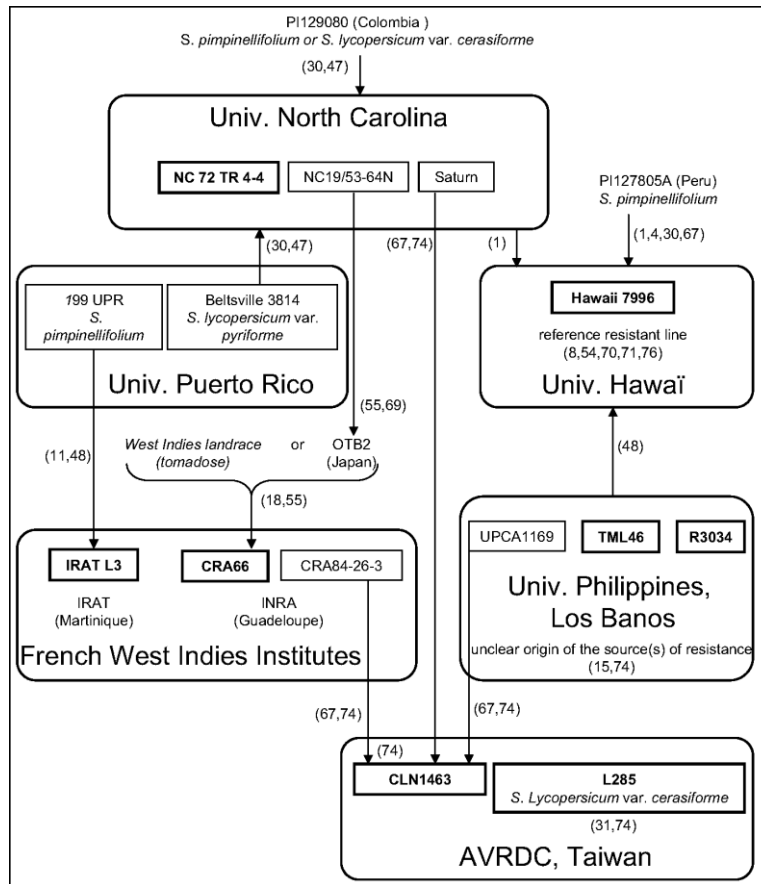 PI129080 (Colombia )
S. pimpinellifolium or S. lycopersicum var. cerasiforme
(30,47)
Univ. North Carolina
NC 72 TR 4-4
NC19/53-64N
Saturn
PI127805A (Peru)
S. pimpinellifolium
(30,47)
(67,74)
(1)
(1,4,30,67)
199 UPR
S.
pimpinellifolium
Beltsville 3814
S. lycopersicum var.
pyriforme
Univ. Puerto Rico
Hawaii 7996
reference resistant line
(8,54,70,71,76)
Univ. Hawaï
(55,69)
(11,48)
West Indies landrace
(tomadose)
or
OTB2
(Japan)
(48)
(18,55)
IRAT L3
CRA66
CRA84-26-3
IRAT
(Martinique)
INRA
(Guadeloupe)
French West Indies Institutes
UPCA1169
TML46
R3034
Univ. Philippines,
Los Banos
unclear origin of the source(s) of resistance
(15,74)
(67,74)
(67,74)
(74)
CLN1463
L285
S. Lycopersicum var. cerasiforme
(31,74)
AVRDC, Taiwan